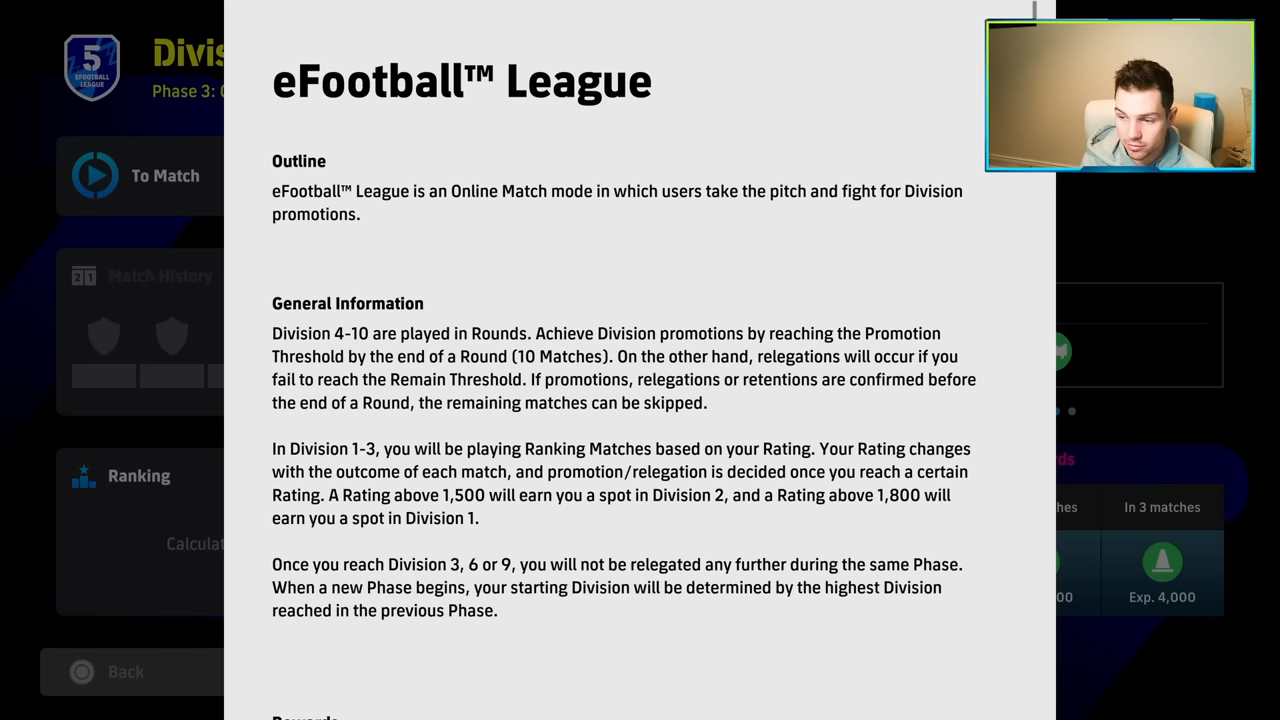 5
EFOOTBALL
LEAGUE
Divis
Phase 3:
To Match
21
Match History
Ranking
Calculat
Back
eFootball™ League
Outline
eFootball™ League is an Online Match mode in which users take the pitch and fight for Division
promotions.
General Information
Division 4-10 are played in Rounds. Achieve Division promotions by reaching the Promotion
Threshold by the end of a Round (10 Matches). On the other hand, relegations will occur if you
fail to reach the Remain Threshold. If promotions, relegations or retentions are confirmed before
the end of a Round, the remaining matches can be skipped.
In Division 1-3, you will be playing Ranking Matches based on your Rating. Your Rating changes
with the outcome of each match, and promotion/relegation is decided once you reach a certain
Rating. A Rating above 1,500 will earn you a spot in Division 2, and a Rating above 1,800 will
earn you a spot in Division 1.
Once you reach Division 3, 6 or 9, you will not be relegated any further during the same Phase.
When a new Phase begins, your starting Division will be determined by the highest Division
reached in the previous Phase.
ds
hes
In 3 matches
00
Exp. 4,000